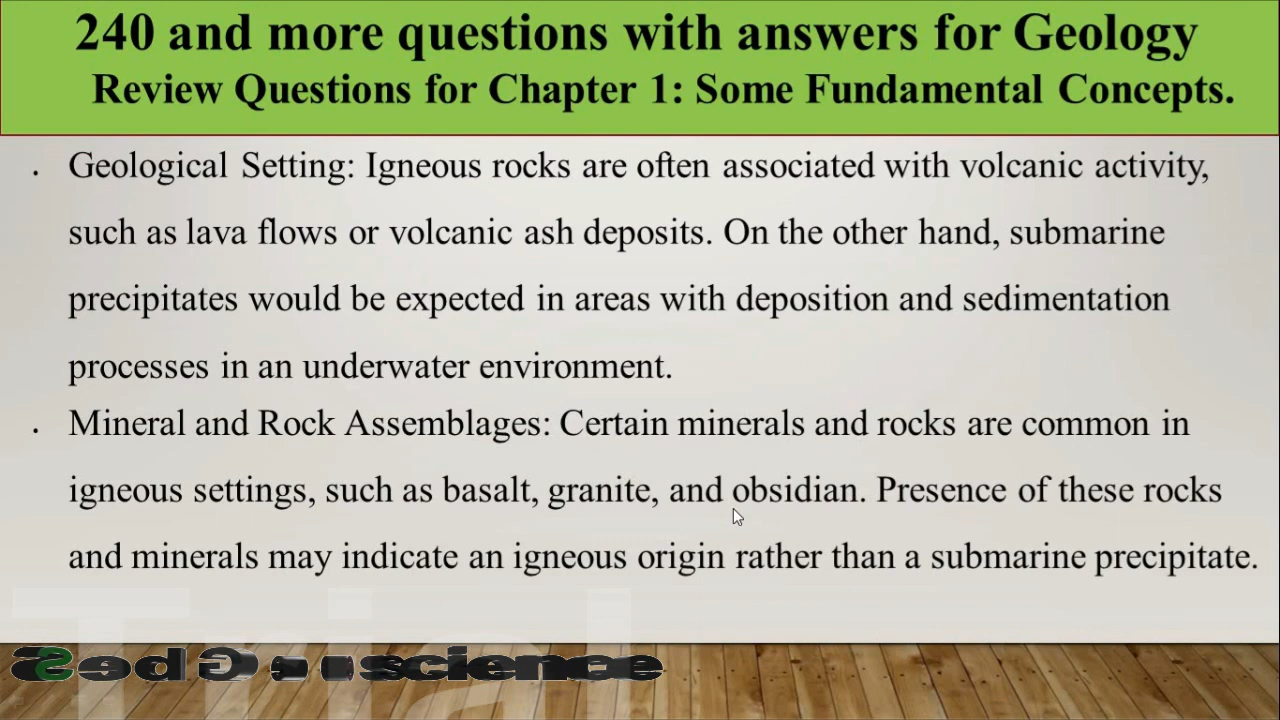 240 and more questions with answers for Geology
Review Questions for Chapter 1: Some Fundamental Concepts.
• Geological Setting: Igneous rocks are often associated with volcanic activity,
such as lava flows or volcanic ash deposits. On the other hand, submarine
precipitates would be expected in areas with deposition and sedimentation
processes in an underwater environment.
• Mineral and Rock Assemblages: Certain minerals and rocks are common in
igneous settings, such as basalt, granite, and obsidian. Presence of these rocks
and minerals may indicate an igneous origin rather than a submarine precipitate.
Trial